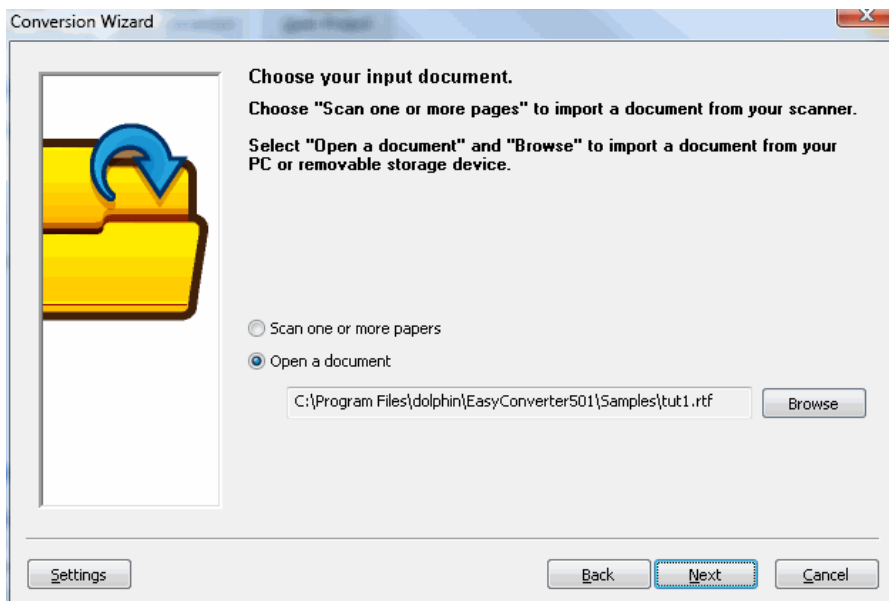 Conversion Wizard
Choose your input document.
Choose "Scan one or more pages" to import a document from your scanner.
Select "Open a document" and "Browse" to import a document from your
PC or removable storage device.
Scan one or more papers
Open a document
C:\Program Files\dolphin\EasyConverter501\Samples\tut1.rtf
Browse
Settings
Back
Next
Cancel